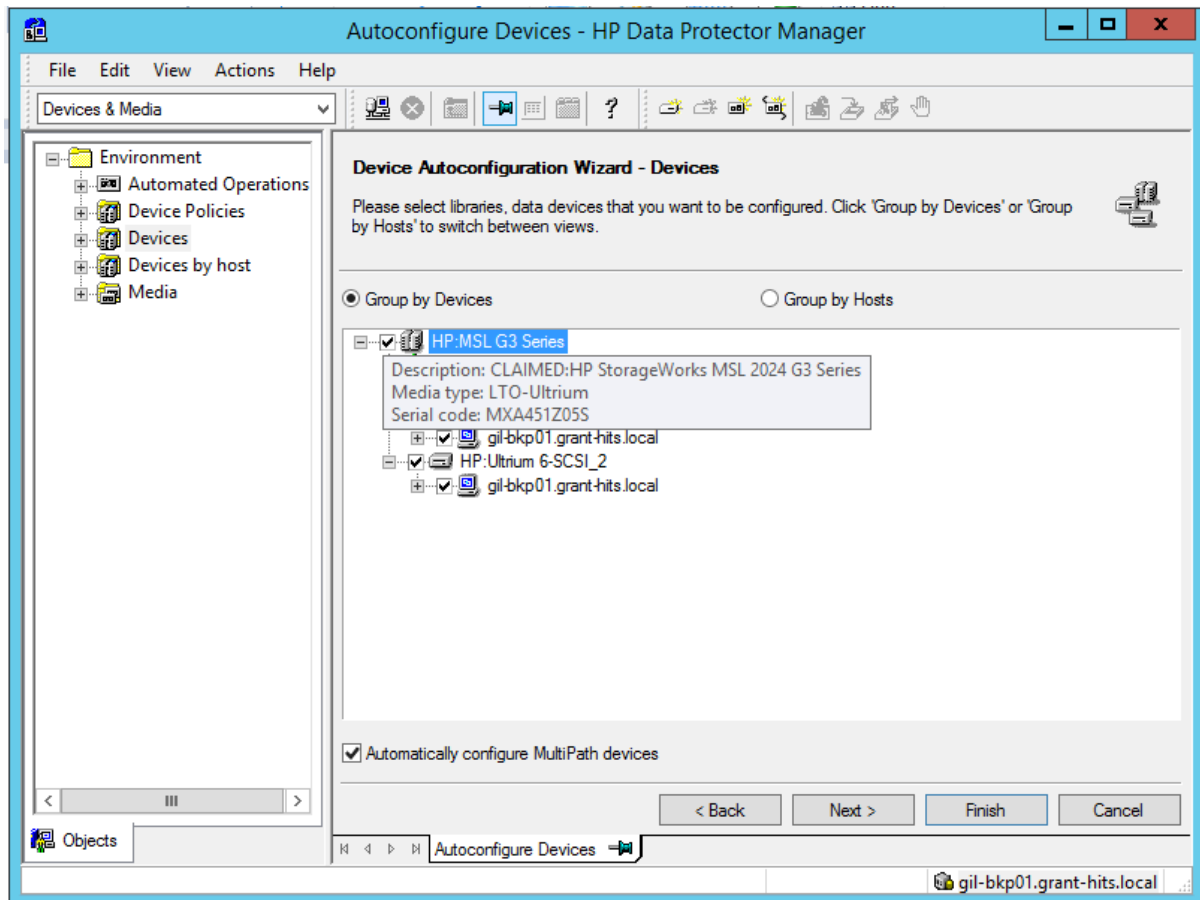 Autoconfigure Devices - HP Data Protector Manager
File Edit View Actions Help
Devices & Media
Environment
Automated Operations
Device Policies
Devices
Devices by host
Media
Objects
Device Autoconfiguration Wizard - Devices
Please select libraries, data devices that you want to be configured. Click 'Group by Devices' or 'Group
by Hosts' to switch between views.
Group by Devices
Group by Hosts
HP:MSL G3 Series
Description: CLAIMED:HP StorageWorks MSL 2024 G3 Series
Media type: LTO-Ultrium
Serial code: MXA451Z05S
gil-bkp01.grant-hits.local
HP:Ultrium 6-SCSI_2
gil-bkp01.grant-hits.local
Automatically configure MultiPath devices
< Back
Next >
Finish
Cancel
Autoconfigure Devices
gil-bkp01.grant-hits.local